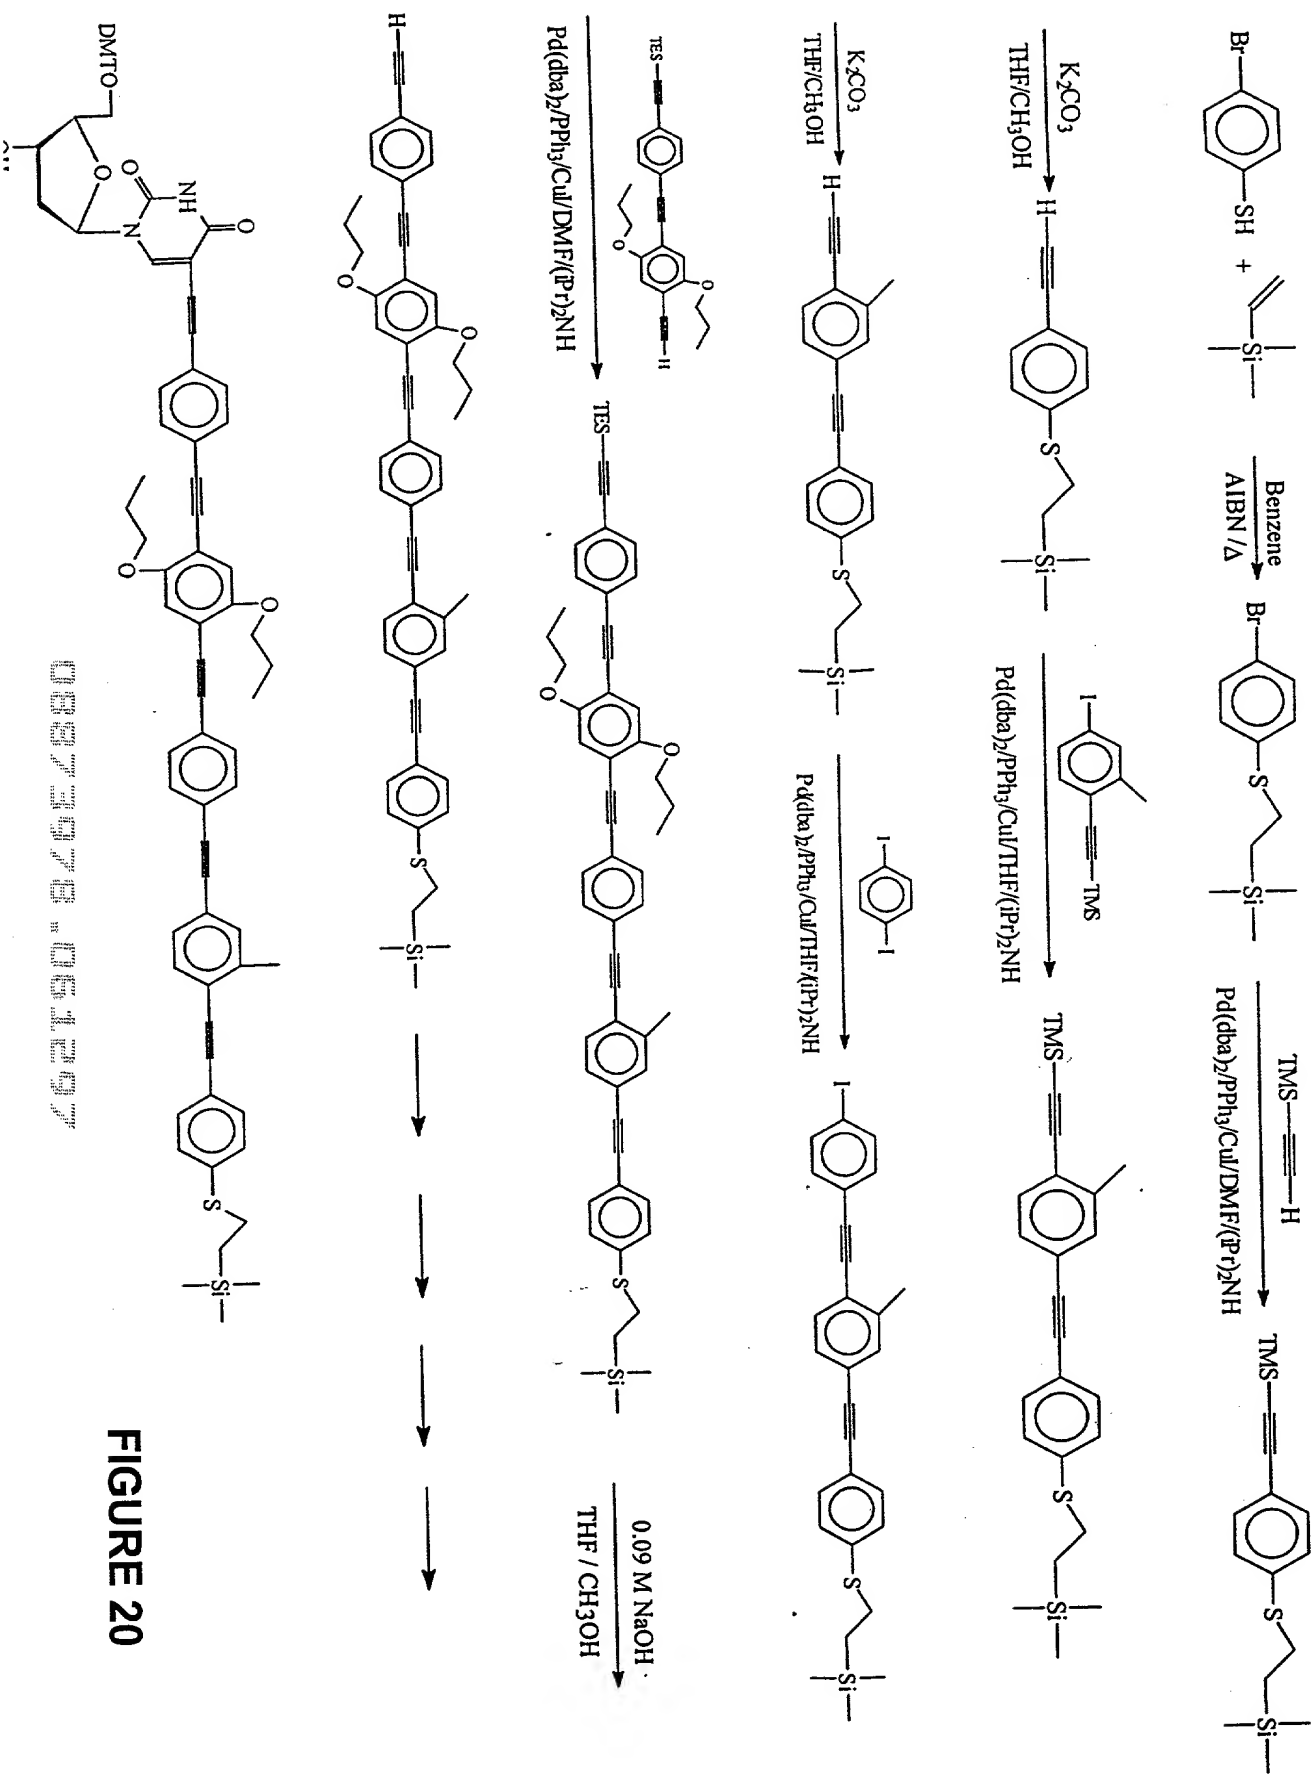 Br
SH
+
Si
Benzene
AIBN /Δ
Br
S
Si
TMS
H
Pd(dba)2/PPh3/CuI/DMF/(iPr)2NH
TMS
S
Si
K2CO3
THF/CH3OH
H
S
Si
I
TMS
Pd(dba)2/PPh3/CuI/THF/(iPr)2NH
TMS
S
Si
K2CO3
THF/CH3OH
H
S
Si
I
I
Pd(dba)2/PPh3/CuI/THF/(iPr)2NH
I
S
Si
TES
O
O
H
Pd(dba)2/PPh3/CuI/DMF/(iPr)2NH
TES
O
O
S
Si
0.09 M NaOH
THF / CH3OH
H
O
O
S
Si
DMTO
O
O
NH
N
O
O
O
S
Si
08873978.061297
FIGURE 20